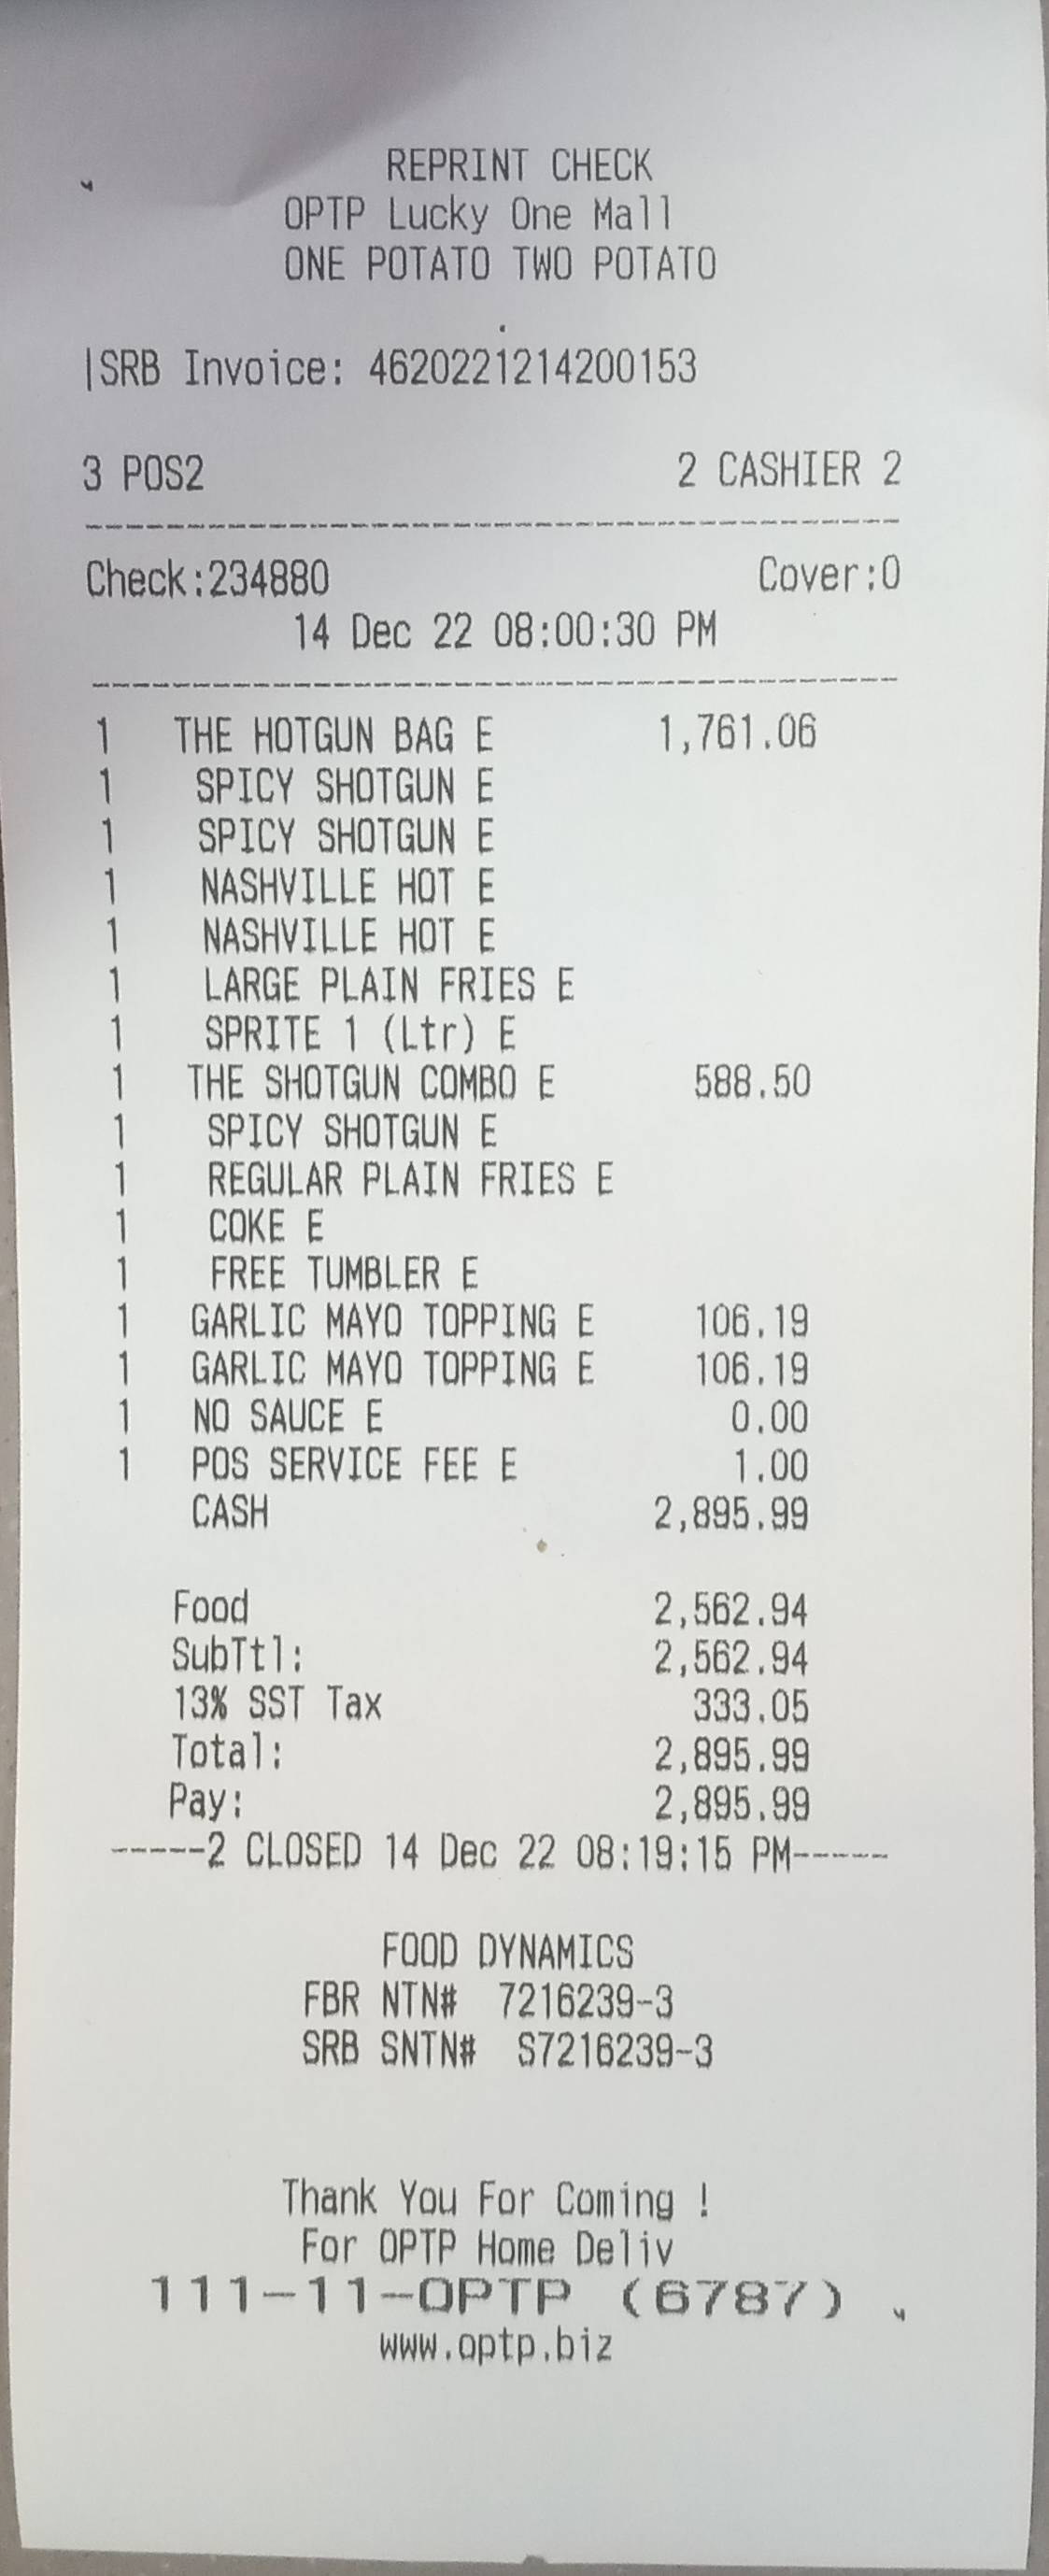 REPRINT CHECK
OPTP Lucky One Mall
ONE POTATO TWO POTATO
|SRB Invoice: 4620221214200153
3 POS2 2 CASHIER 2
--------------------------------
Check:234880 Cover:0
14 Dec 22 08:00:30 PM
--------------------------------
1 THE HOTGUN BAG E 1,761.06
1 SPICY SHOTGUN E
1 SPICY SHOTGUN E
1 NASHVILLE HOT E
1 NASHVILLE HOT E
1 LARGE PLAIN FRIES E
1 SPRITE 1 (Ltr) E
1 THE SHOTGUN COMBO E 588.50
1 SPICY SHOTGUN E
1 REGULAR PLAIN FRIES E
1 COKE E
1 FREE TUMBLER E
1 GARLIC MAYO TOPPING E 106.19
1 GARLIC MAYO TOPPING E 106.19
1 NO SAUCE E 0.00
1 POS SERVICE FEE E 1.00
CASH 2,895.99
Food 2,562.94
SubTtl: 2,562.94
13% SST Tax 333.05
Total: 2,895.99
Pay: 2,895.99
-----2 CLOSED 14 Dec 22 08:19:15 PM-----
FOOD DYNAMICS
FBR NTN# 7216239-3
SRB SNTN# S7216239-3
Thank You For Coming !
For OPTP Home Deliv
111-11-OPTP (6787)
www.optp.biz